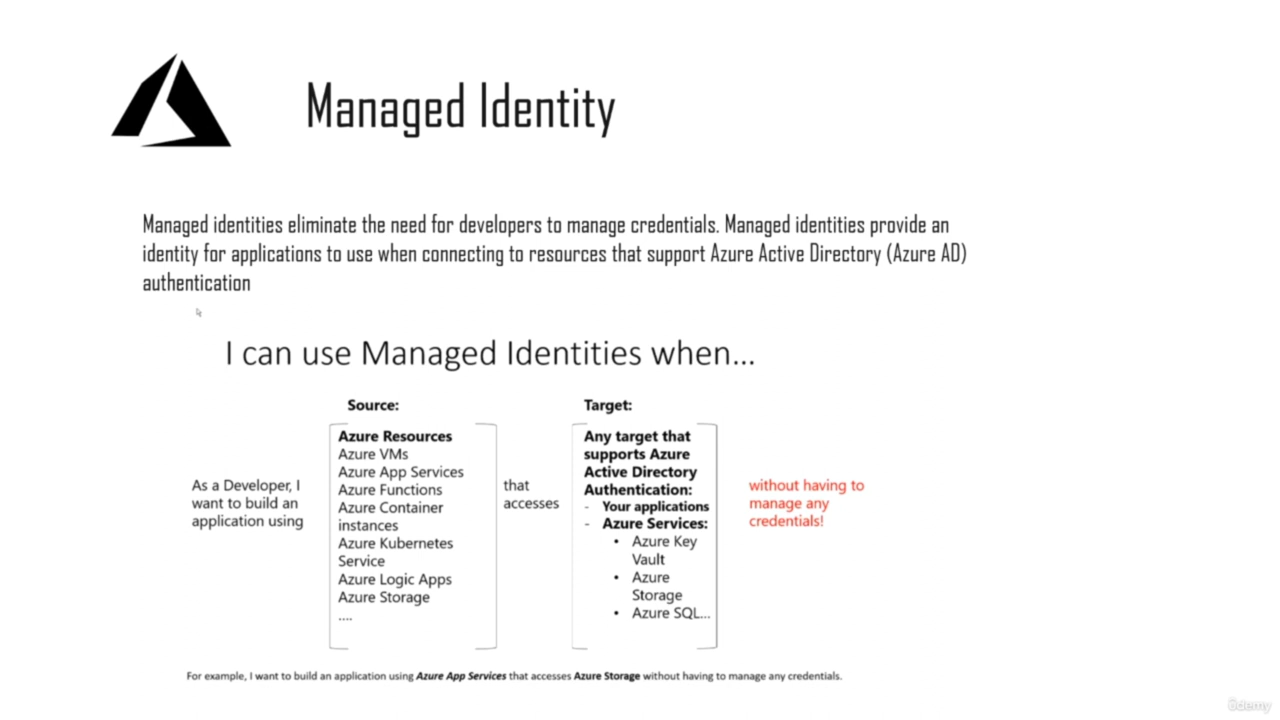 Managed Identity
Managed identities eliminate the need for developers to manage credentials. Managed identities provide an
identity for applications to use when connecting to resources that support Azure Active Directory (Azure AD)
authentication
I can use Managed Identities when...
Source:
Target:
As a Developer, I
want to build an
application using
Azure Resources
Azure VMs
Azure App Services
Azure Functions
Azure Container
instances
Azure Kubernetes
Service
Azure Logic Apps
Azure Storage
....
that
accesses
Any target that
supports Azure
Active Directory
Authentication:
- Your applications
- Azure Services:
• Azure Key
Vault
• Azure
Storage
• Azure SQL...
without having to
manage any
credentials!
For example, I want to build an application using Azure App Services that accesses Azure Storage without having to manage any credentials.
ûdemy